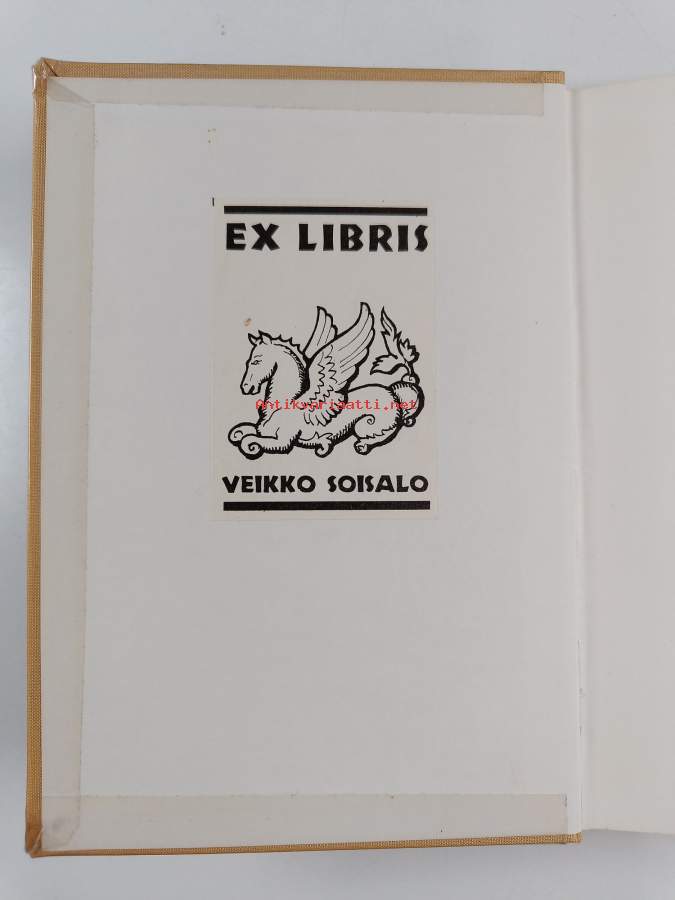 EX LIBRIS
Antikvariaatti.net
VEIKKO SOISALO